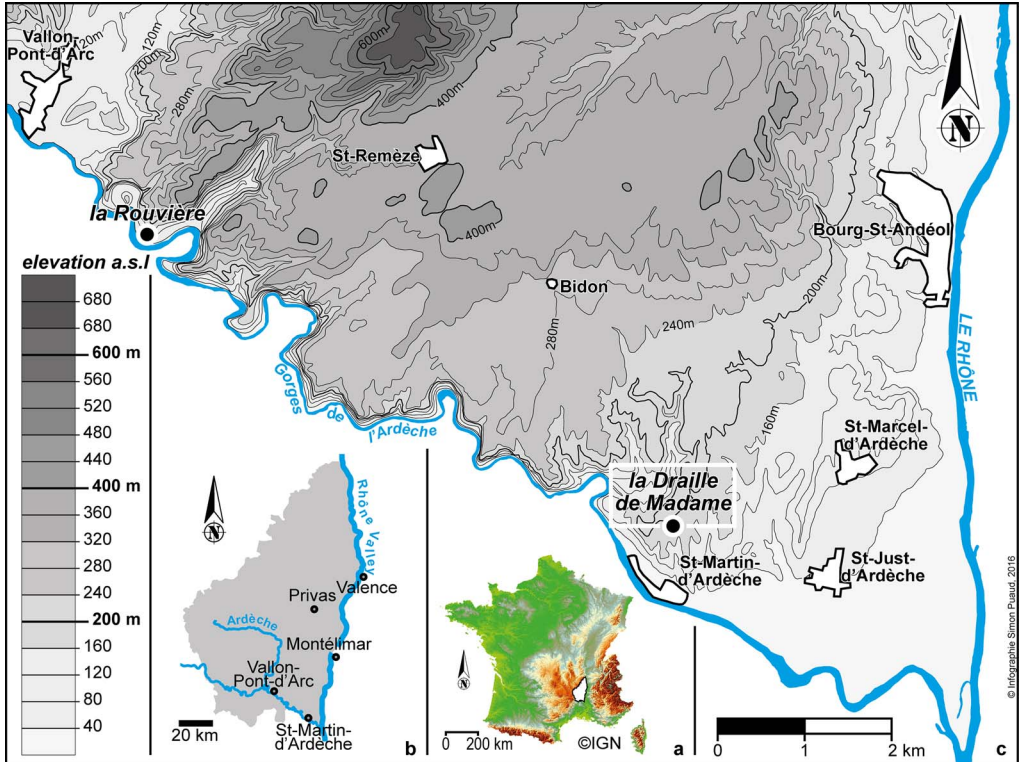 Vallon-
Pont-d'Arc
120m
120m
200m
280m
600m
400m
St-Remèze
la Rouvière
400m
Bourg-St-Andéol
elevation a.s.l
Bidon
200m
240m
280m
LE RHÔNE
680
680
600 m
560
520
480
440
400 m
360
320
280
240
200 m
160
120
80
40
Gorges
de
l'Ardèche
160m
St-Marcel-
d'Ardèche
la Draille
de Madame
St-Martin-
d'Ardèche
St-Just-
d'Ardèche
N
N
Rhône Valley
Valence
Privas
Ardèche
Montélimar
Vallon-
Pont-d'Arc
St-Martin-
d'Ardèche
20 km
b
N
0 200 km
©IGN
a
0 1 2 km
c
© Infographie Simon Puaud, 2016